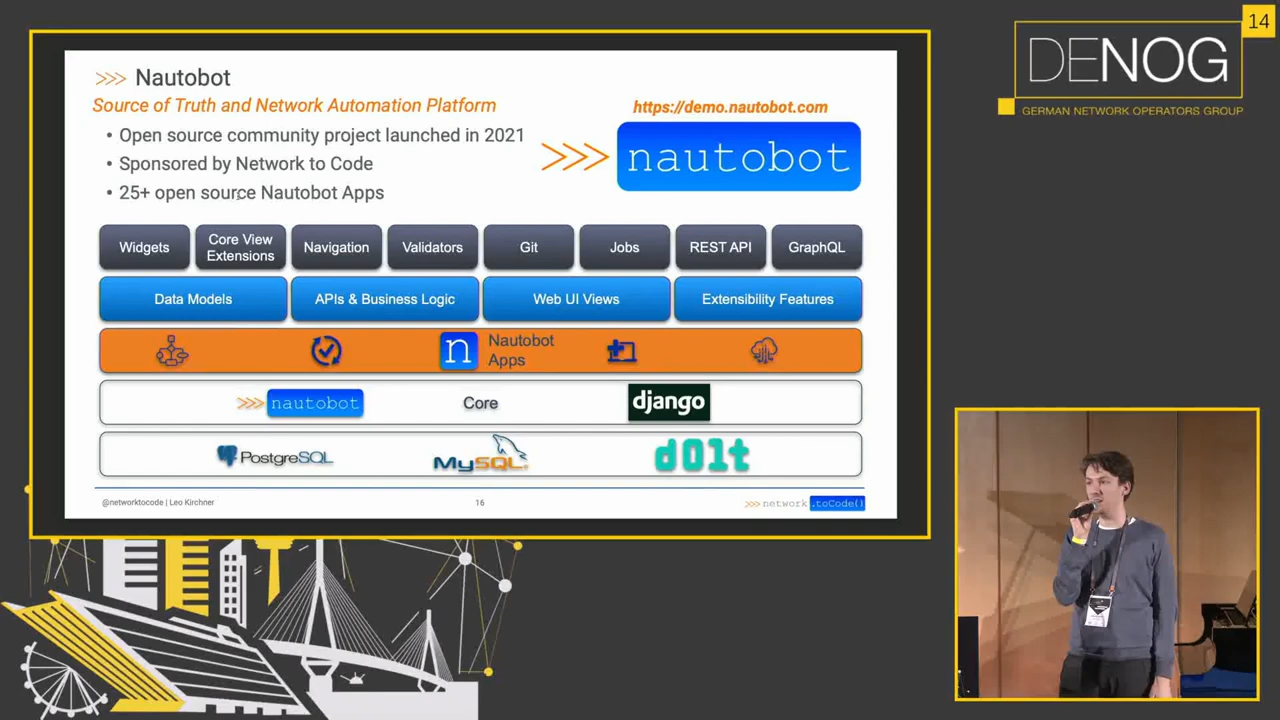 14
DENOG
GERMAN NETWORK OPERATORS GROUP
>>> Nautobot
Source of Truth and Network Automation Platform
https://demo.nautobot.com
• Open source community project launched in 2021
• Sponsored by Network to Code
• 25+ open source Nautobot Apps
>>> nautobot
Widgets
Core View
Extensions
Navigation
Validators
Git
Jobs
REST API
GraphQL
Data Models
APIs & Business Logic
Web UI Views
Extensibility Features
n
Nautobot
Apps
>>> nautobot
Core
django
PostgreSQL
MySQL
dolt
@networktocode | Leo Kirchner
16
>>> network .toCode()